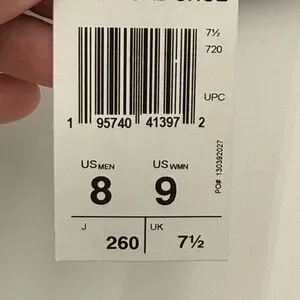 7½
720
UPC
1 95740 41397 2
US MEN US WMN
8 9
PO# 130392027
J 260 UK 7½